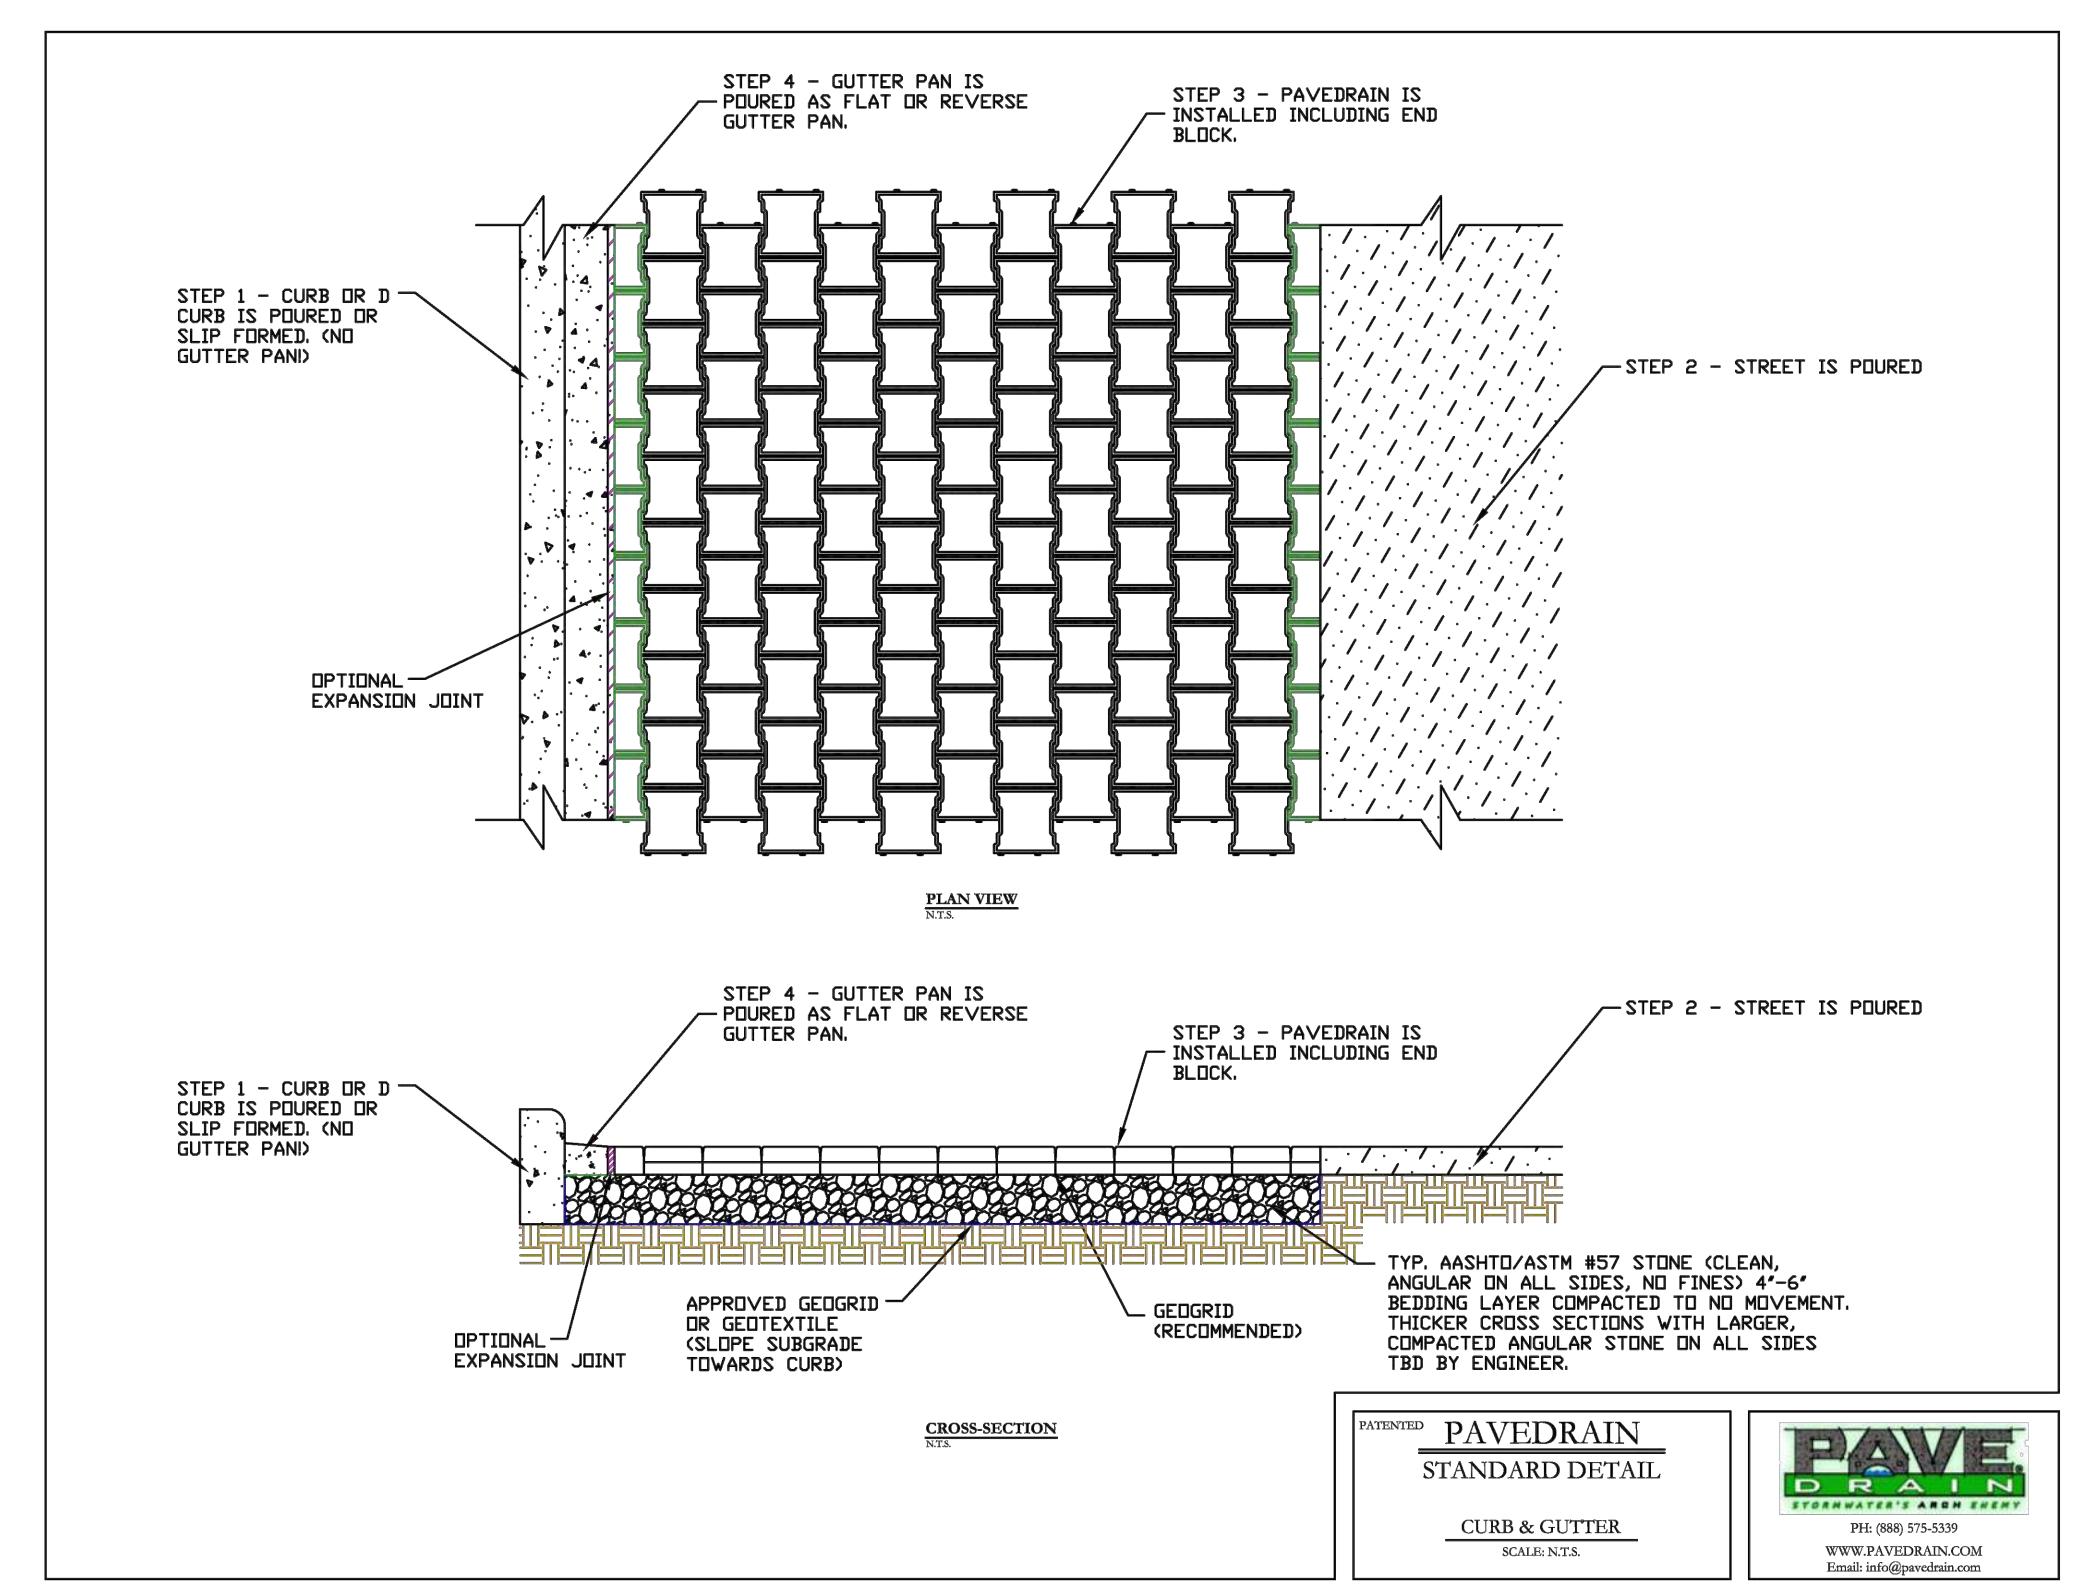 STEP 4 - GUTTER PAN IS
POURED AS FLAT OR REVERSE
GUTTER PAN.
STEP 3 - PAVEDRAIN IS
INSTALLED INCLUDING END
BLOCK.
STEP 1 - CURB OR D
CURB IS POURED OR
SLIP FORMED. (NO
GUTTER PAN!)
STEP 2 - STREET IS POURED
OPTIONAL
EXPANSION JOINT
PLAN VIEW
N.T.S.
STEP 4 - GUTTER PAN IS
POURED AS FLAT OR REVERSE
GUTTER PAN.
STEP 3 - PAVEDRAIN IS
INSTALLED INCLUDING END
BLOCK.
STEP 2 - STREET IS POURED
STEP 1 - CURB OR D
CURB IS POURED OR
SLIP FORMED. (NO
GUTTER PAN!)
OPTIONAL
EXPANSION JOINT
APPROVED GEOGRID
OR GEOTEXTILE
(SLOPE SUBGRADE
TOWARDS CURB)
GEOGRID
(RECOMMENDED)
TYP. AASHTO/ASTM #57 STONE (CLEAN,
ANGULAR ON ALL SIDES, NO FINES) 4"-6"
BEDDING LAYER COMPACTED TO NO MOVEMENT.
THICKER CROSS SECTIONS WITH LARGER,
COMPACTED ANGULAR STONE ON ALL SIDES
TBD BY ENGINEER.
CROSS-SECTION
N.T.S.
PATENTED
PAVEDRAIN
STANDARD DETAIL
CURB & GUTTER
SCALE: N.T.S.
PAVE
DRAIN
STORMWATER'S ARCH ENEMY
PH: (888) 575-5339
WWW.PAVEDRAIN.COM
Email: info@pavedrain.com